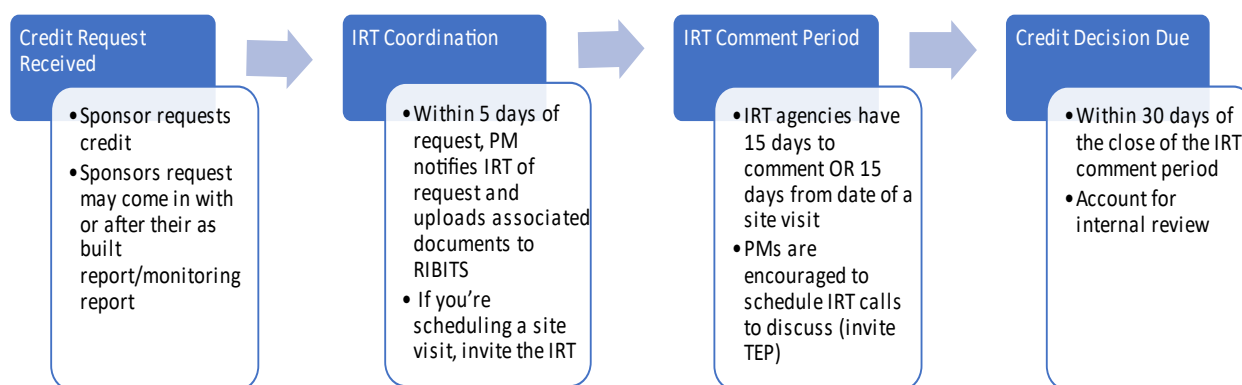 Credit Request
Received
• Sponsor requests
credit
• Sponsors request
may come in with
or after their as
built
report/monitoring
report
IRT Coordination
• Within 5 days of
request, PM
notifies IRT of
request and
uploads associated
documents to
RIBITS
• If you’re
scheduling a site
visit, invite the IRT
IRT Comment Period
• IRT agencies have
15 days to
comment OR 15
days from date of a
site visit
• PMs are
encouraged to
schedule IRT calls
to discuss (invite
TEP)
Credit Decision Due
• Within 30 days of
the close of the IRT
comment period
• Account for
internal review